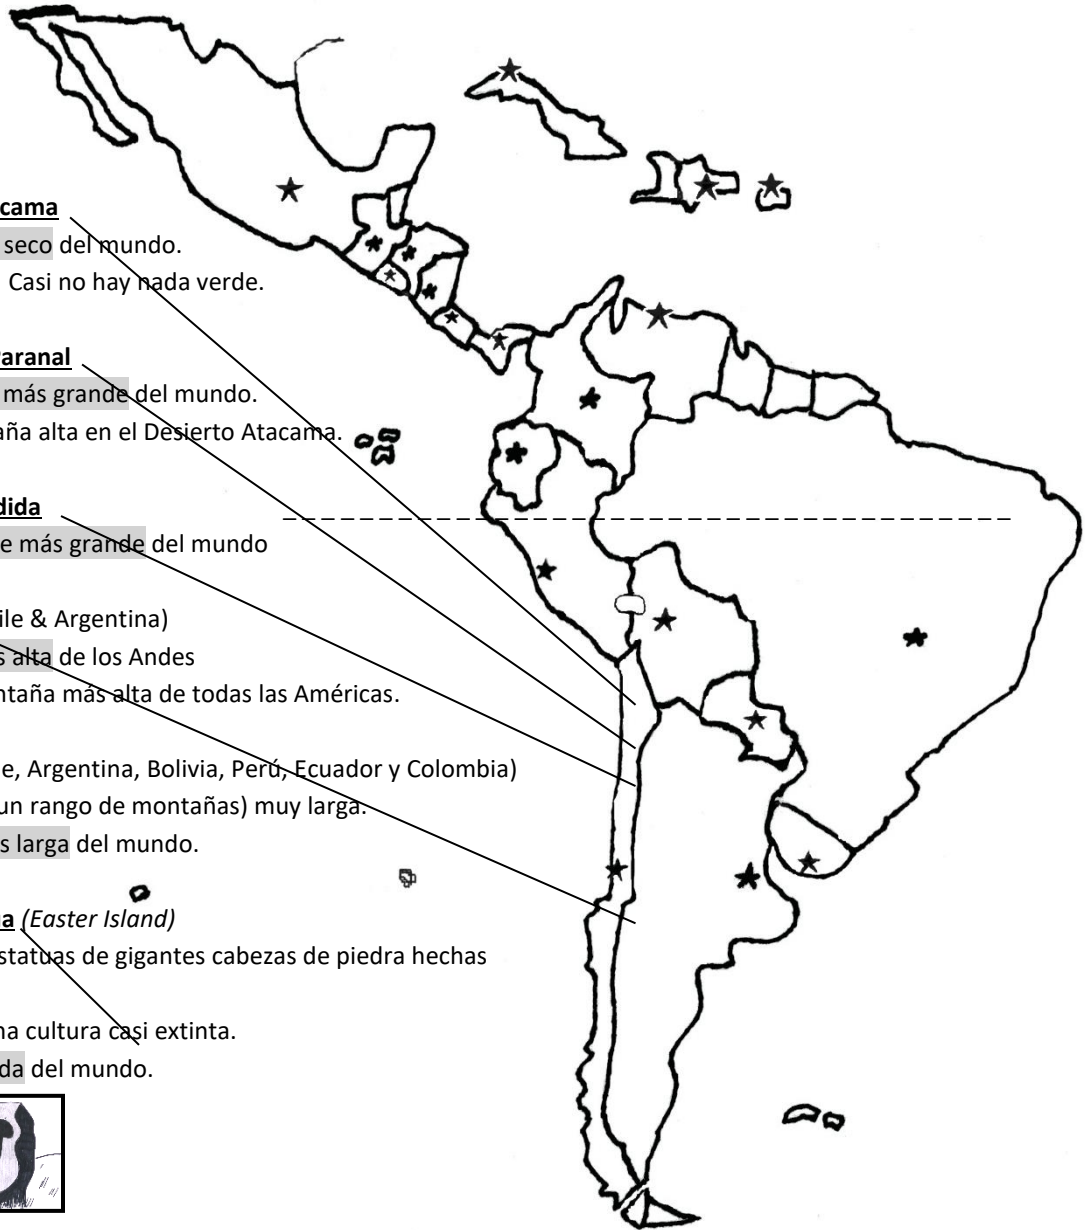 cama
seco del mundo.
Casi no hay nada verde.
aranal
más grande del mundo.
aña alta en el Desierto Atacama.
dida
e más grande del mundo
ile & Argentina)
s alta de los Andes
ntaña más alta de todas las Américas.
e, Argentina, Bolivia, Perú, Ecuador y Colombia)
un rango de montañas) muy larga.
s larga del mundo.
ua (Easter Island)
statuas de gigantes cabezas de piedra hechas
na cultura casi extinta.
da del mundo.